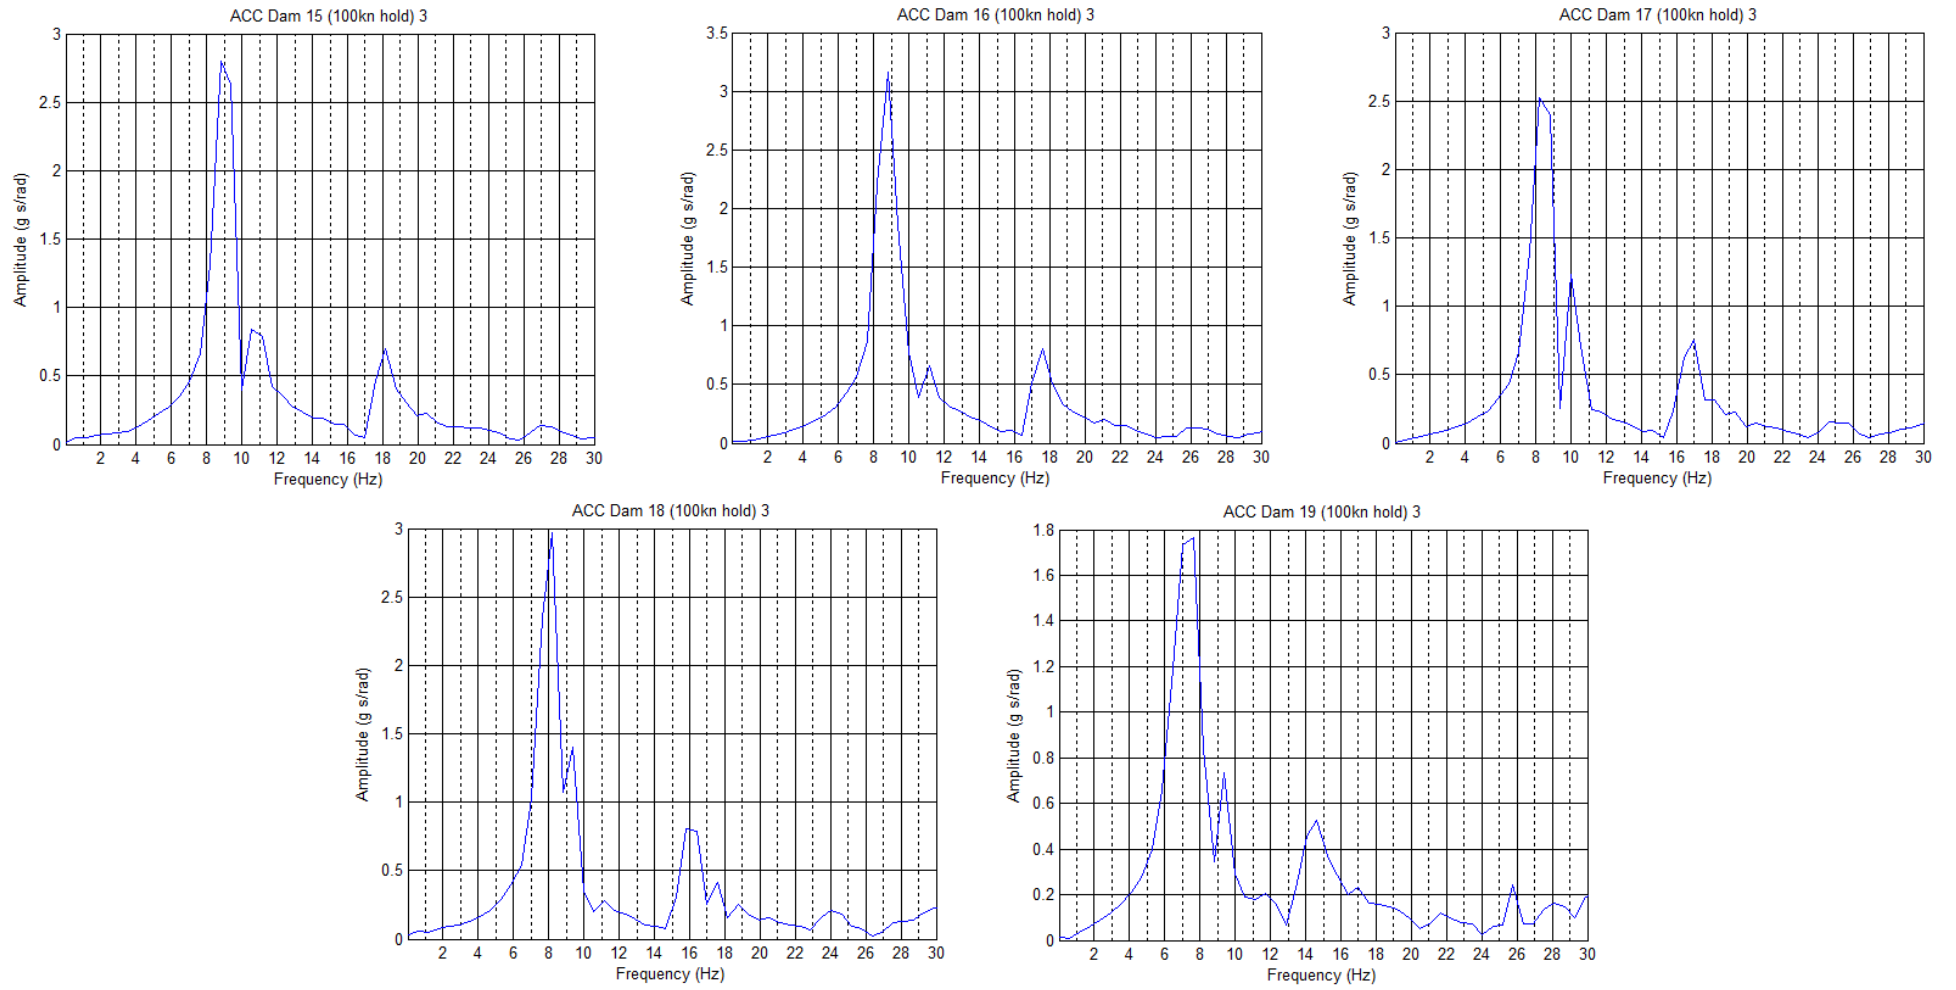 ACC Dam 15 (100kn hold) 3
3
2.5
2
1.5
1
0.5
0
Amplitude (g s/rad)
2 4 6 8 10 12 14 16 18 20 22 24 26 28 30
Frequency (Hz)
ACC Dam 16 (100kn hold) 3
3.5
3
2.5
2
1.5
1
0.5
0
Amplitude (g s/rad)
2 4 6 8 10 12 14 16 18 20 22 24 26 28 30
Frequency (Hz)
ACC Dam 17 (100kn hold) 3
3
2.5
2
1.5
1
0.5
0
Amplitude (g s/rad)
2 4 6 8 10 12 14 16 18 20 22 24 26 28 30
Frequency (Hz)
ACC Dam 18 (100kn hold) 3
3
2.5
2
1.5
1
0.5
0
Amplitude (g s/rad)
2 4 6 8 10 12 14 16 18 20 22 24 26 28 30
Frequency (Hz)
ACC Dam 19 (100kn hold) 3
1.8
1.6
1.4
1.2
1
0.8
0.6
0.4
0.2
0
Amplitude (g s/rad)
2 4 6 8 10 12 14 16 18 20 22 24 26 28 30
Frequency (Hz)